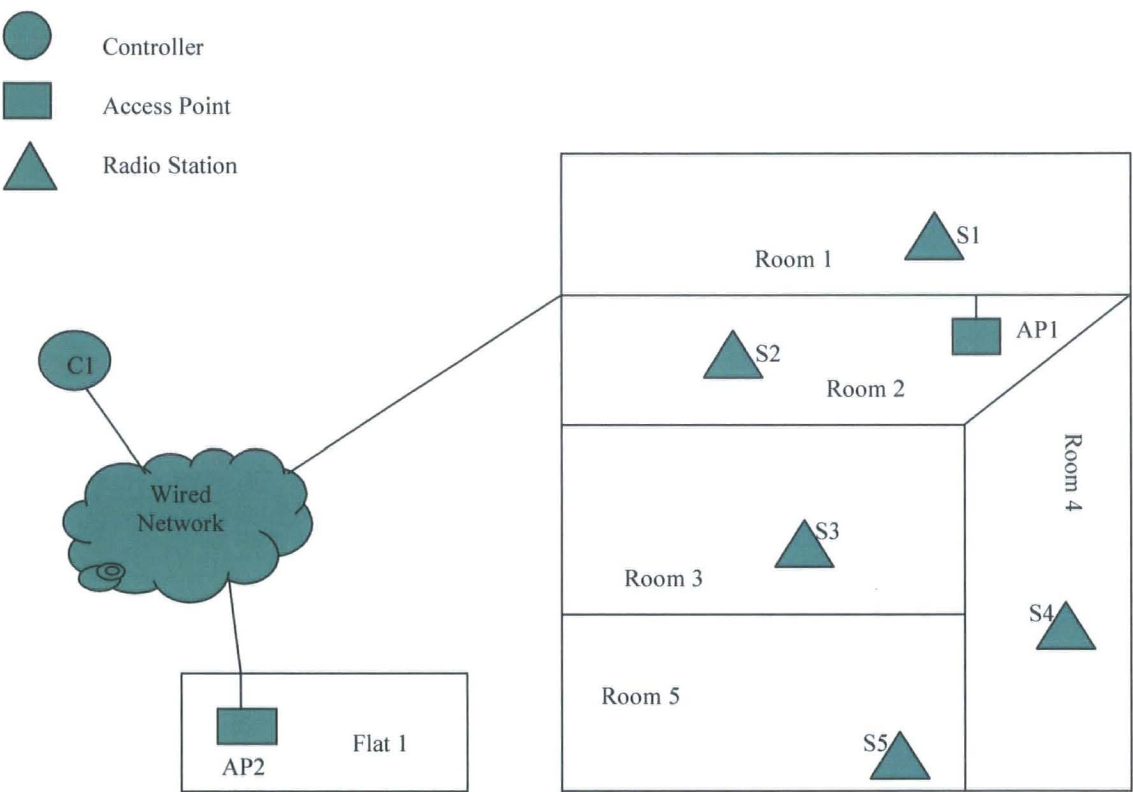 Controller
Access Point
Radio Station
S1
Room 1
AP1
C1
S2
Room 2
Room 4
Wired
Network
S3
Room 3
S4
Room 5
S5
Flat 1
AP2